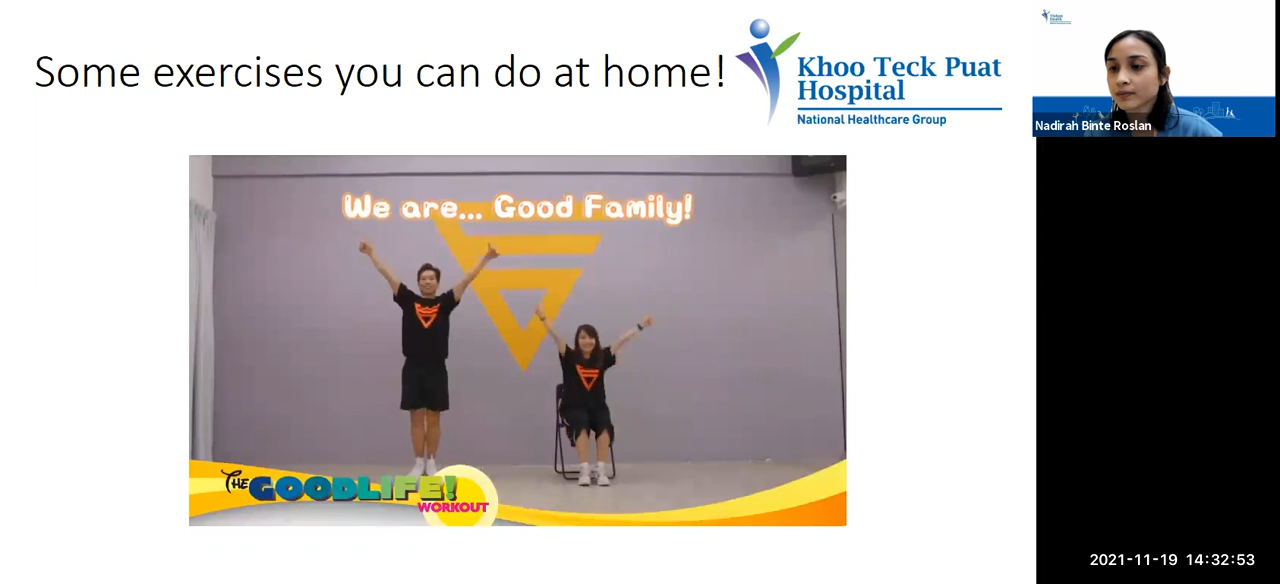 Some exercises you can do at home!
Khoo Teck Puat
Hospital
National Healthcare Group
Nadirah Binte Roslan
We are... Good Family!
THE GOODLIFE!
WORKOUT
2021-11-19 14:32:53